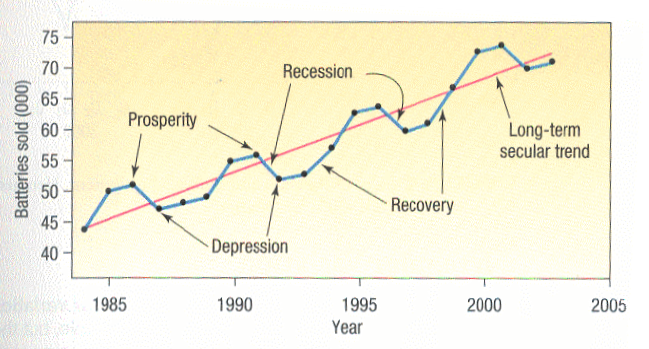 75
70
65
60
55
50
45
40
Batteries sold (000)
Recession
Prosperity
Long-term
secular trend
Recovery
Depression
1985
1990
1995
2000
2005
Year